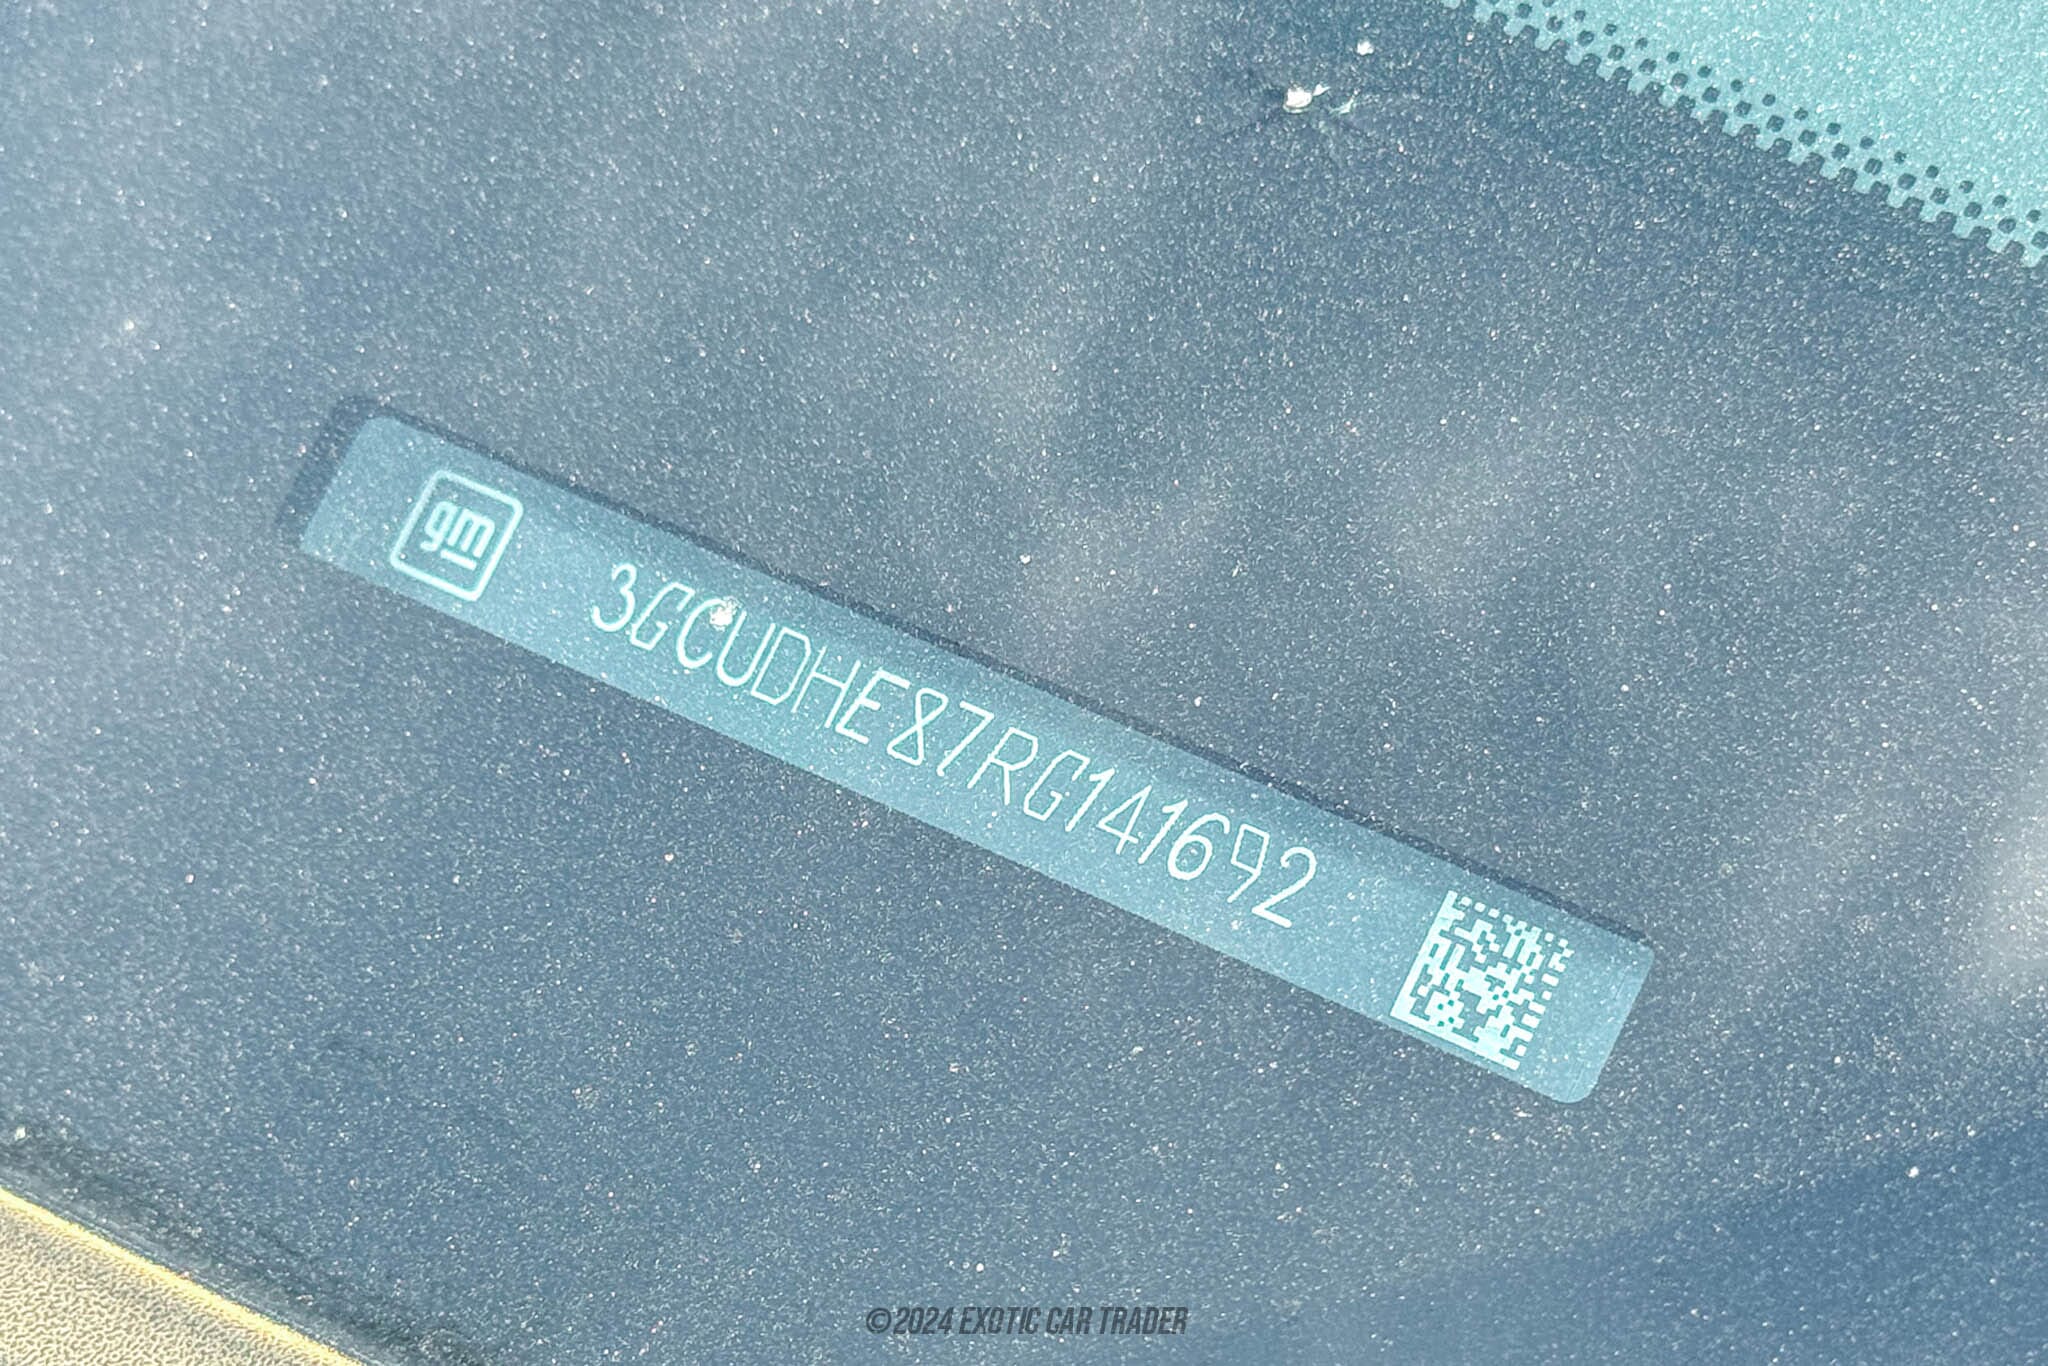 gm
3GCUDHE87RG141692
©2024 EXOTIC CAR TRADER